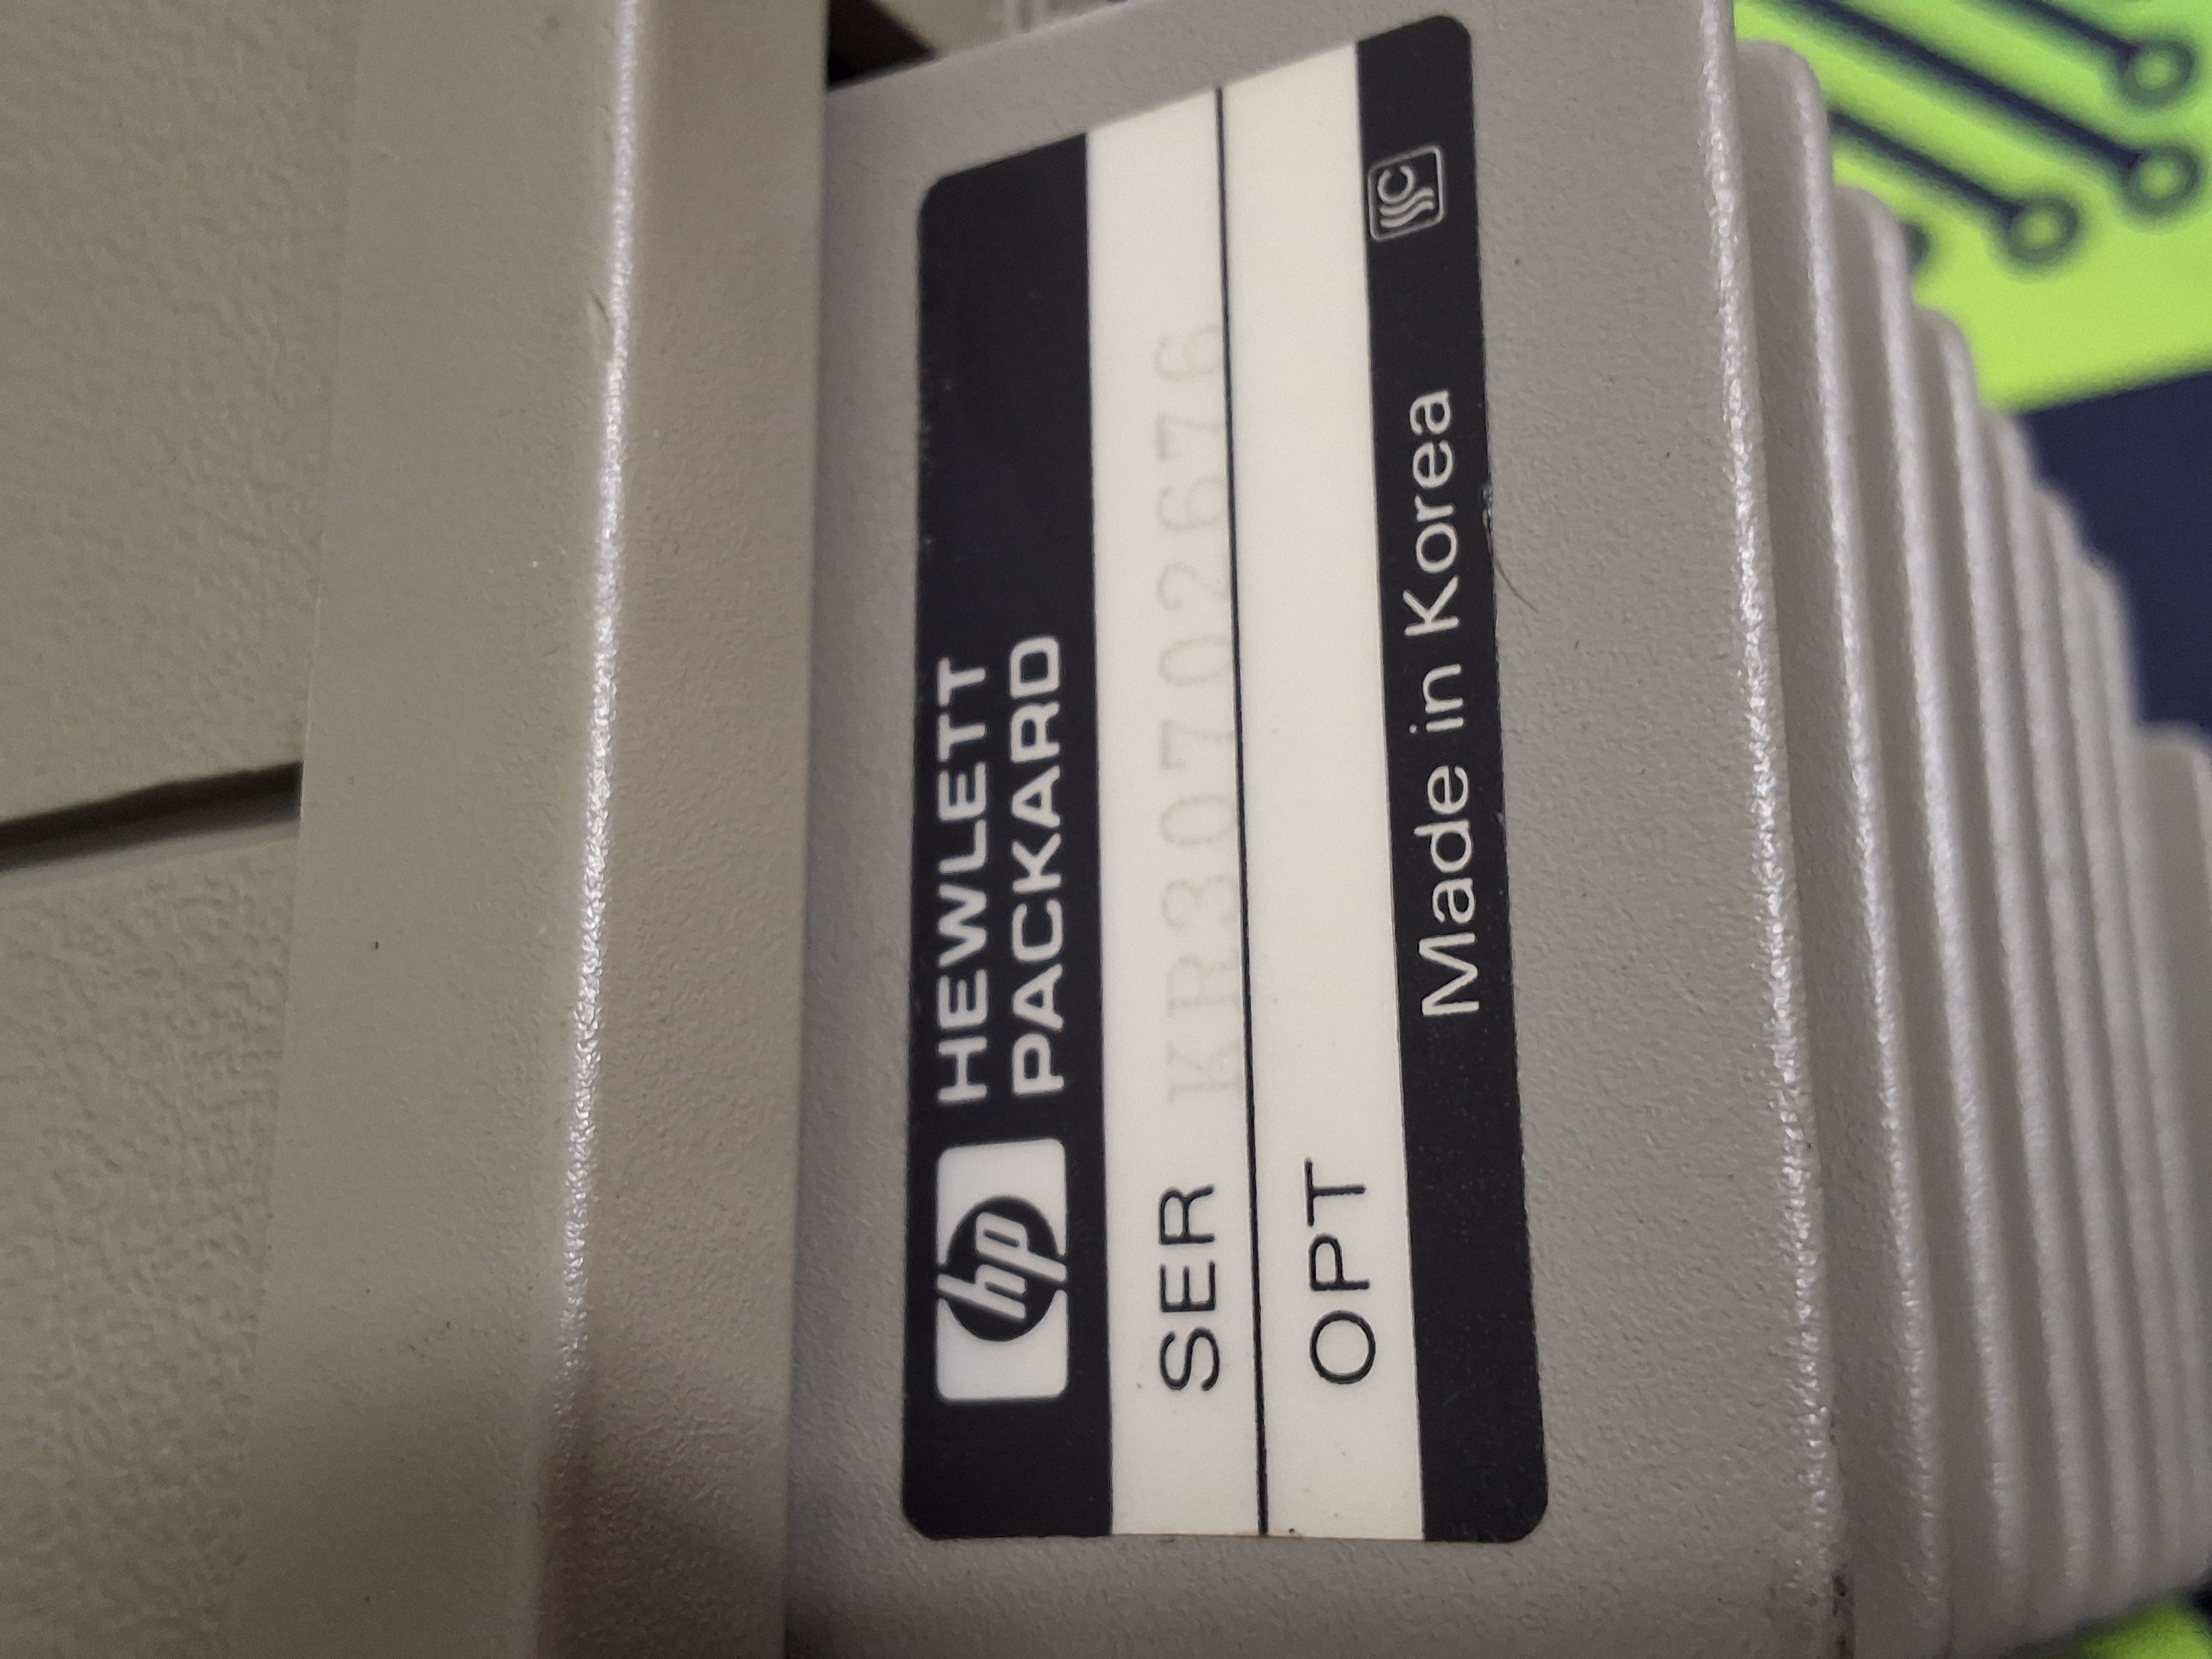 hp HEWLETT
PACKARD
SER KR30702676
OPT
Made in Korea